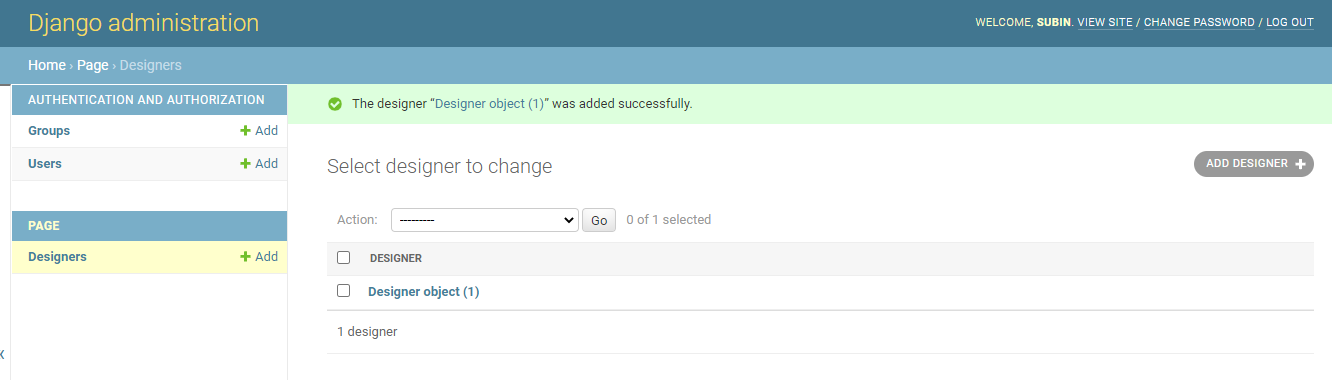 Django administration
WELCOME, SUBIN. VIEW SITE / CHANGE PASSWORD / LOG OUT
Home › Page › Designers
AUTHENTICATION AND AUTHORIZATION
Groups + Add
Users + Add
PAGE
Designers + Add
The designer “Designer object (1)” was added successfully.
Select designer to change
ADD DESIGNER +
Action: --------- Go 0 of 1 selected
DESIGNER
Designer object (1)
1 designer